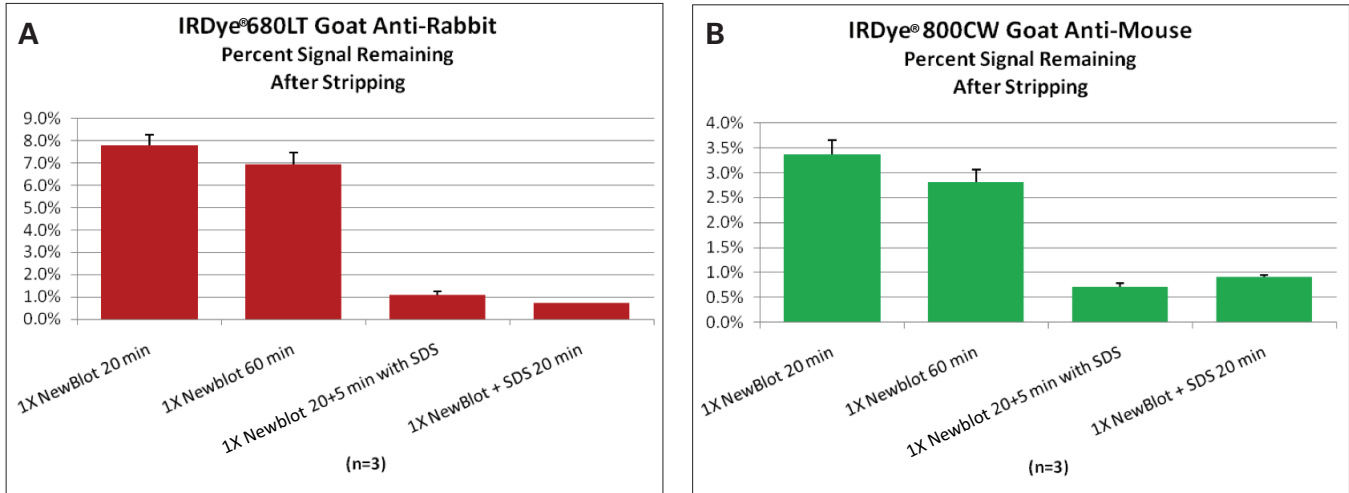 A
IRDye®680LT Goat Anti-Rabbit
Percent Signal Remaining
After Stripping
9.0%
8.0%
7.0%
6.0%
5.0%
4.0%
3.0%
2.0%
1.0%
0.0%
1X NewBlot 20 min
1X Newblot 60 min
1X Newblot 20+5 min with SDS
1X NewBlot + SDS 20 min
(n=3)
B
IRDye® 800CW Goat Anti-Mouse
Percent Signal Remaining
After Stripping
4.0%
3.5%
3.0%
2.5%
2.0%
1.5%
1.0%
0.5%
0.0%
1X NewBlot 20 min
1X Newblot 60 min
1X Newblot 20+5 min with SDS
1X NewBlot + SDS 20 min
(n=3)